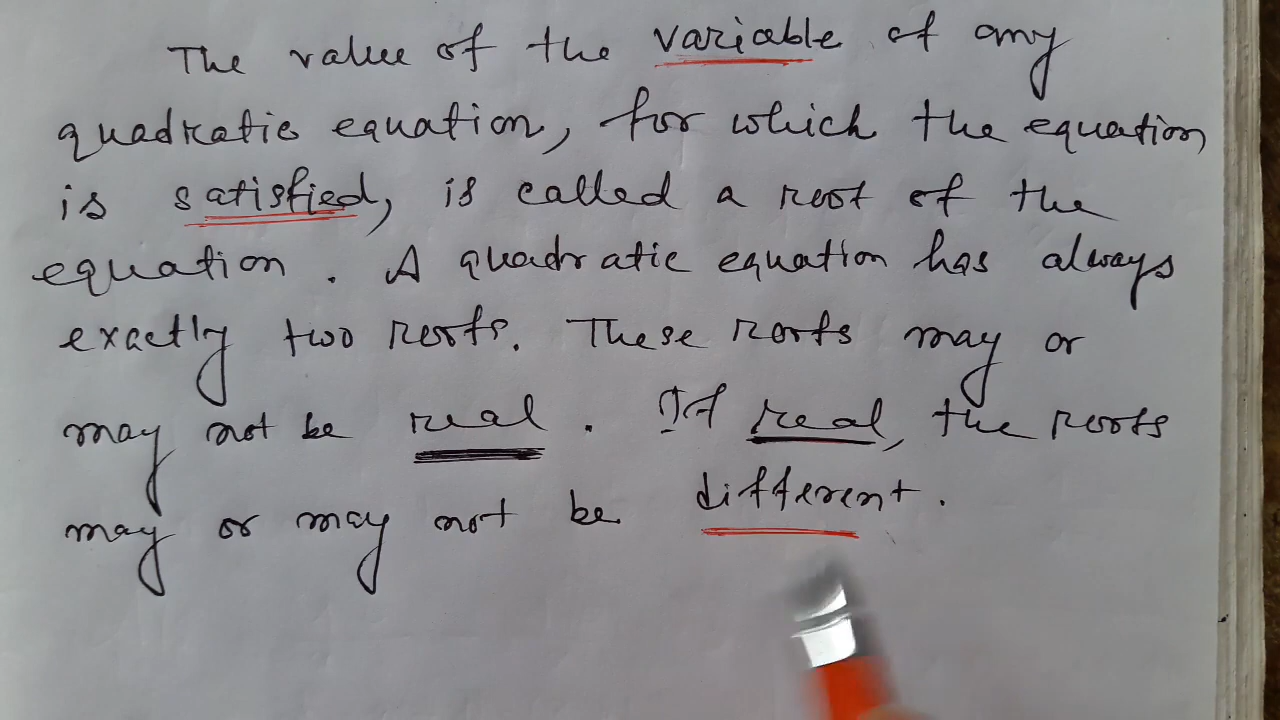 The value of the variable of any
quadratic equation, for which the equation
is satisfied, is called a root of the
equation. A quadratic equation has always
exactly two roots. These roots may or
may not be real. If real, the roots
may or may not be different.